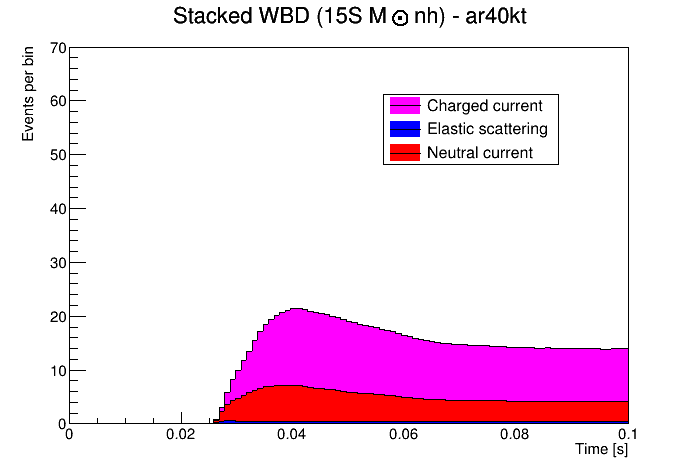 Stacked WBD (15S M ⊙ nh) - ar40kt
Events per bin
70
60
50
40
30
20
10
0
Charged current
Elastic scattering
Neutral current
0 0.02 0.04 0.06 0.08 0.1
Time [s]